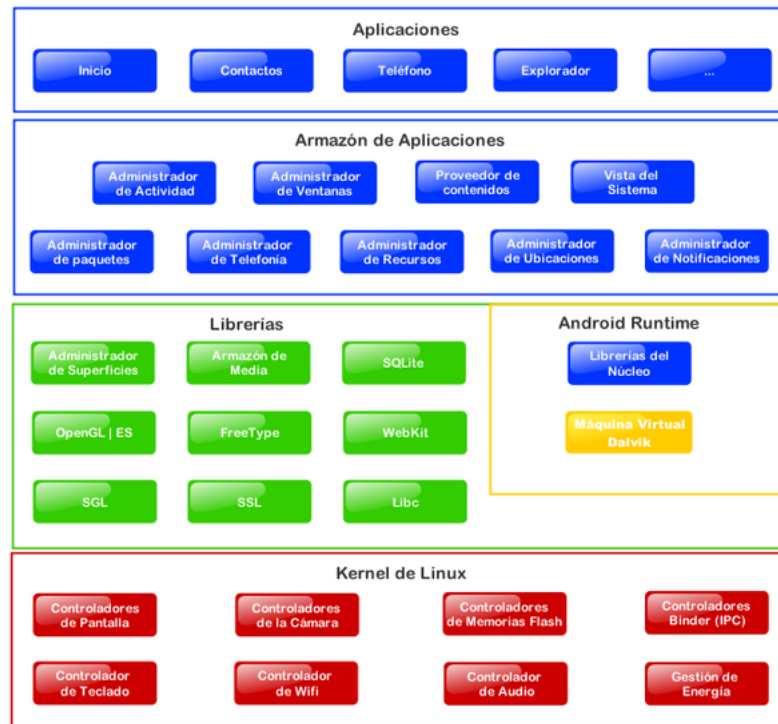 Aplicaciones
Inicio
Contactos
Teléfono
Explorador
...
Armazón de Aplicaciones
Administrador
de Actividad
Administrador
de Ventanas
Proveedor de
contenidos
Vista del
Sistema
Administrador
de paquetes
Administrador
de Telefonía
Administrador
de Recursos
Administrador
de Ubicaciones
Administrador
de Notificaciones
Librerías
Administrador
de Superficies
Armazón de
Media
SQLite
OpenGL | ES
FreeType
WebKit
SGL
SSL
Libc
Android Runtime
Librerías del
Núcleo
Máquina Virtual
Dalvik
Kernel de Linux
Controladores
de Pantalla
Controladores
de la Cámara
Controladores
de Memorias Flash
Controladores
Binder (IPC)
Controlador
de Teclado
Controlador
de Wifi
Controlador
de Audio
Gestión de
Energía